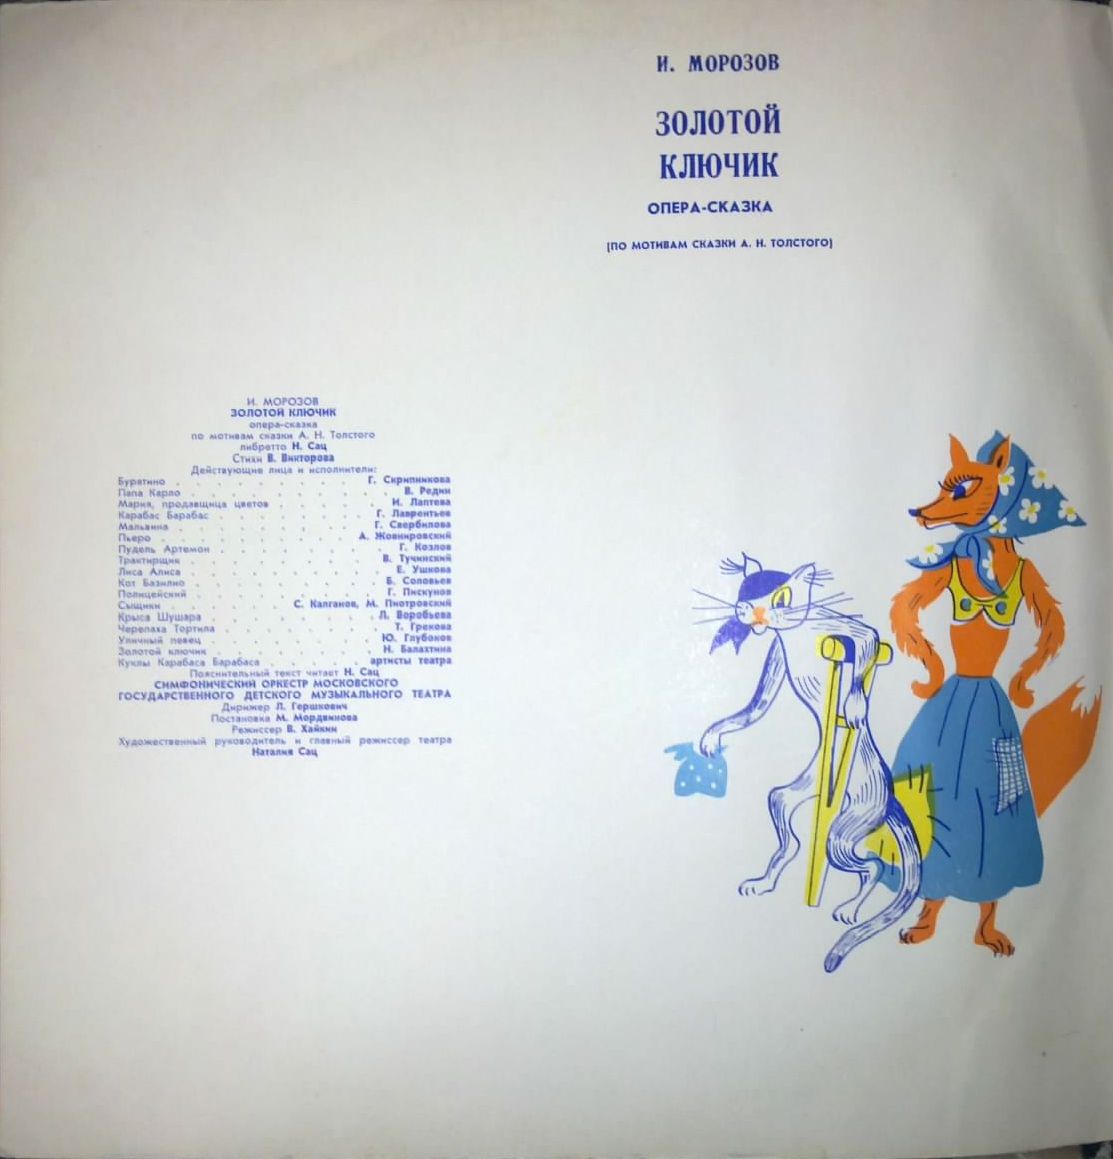 И. МОРОЗОВ
ЗОЛОТОЙ
КЛЮЧИК
ОПЕРА-СКАЗКА
(ПО МОТИВАМ СКАЗКИ А. Н. ТОЛСТОГО)
И. МОРОЗОВ
ЗОЛОТОЙ КЛЮЧИК
опера-сказка
по мотивам сказки А. Н. Толстого
либретто Н. Сац
Стихи В. Викторова
Действующие лица и исполнители:
Буратино . . . . . . . . . . Г. Скрипникова
Папа Карло . . . . . . . . . . В. Редин
Мария, продавщица цветов . . . . . . И. Лаптева
Карабас Барабас . . . . . . . . Г. Лаврентьев
Мальвина . . . . . . . . . . Г. Свербилова
Пьеро . . . . . . . . . . А. Жовнировский
Пудель Артемон . . . . . . . . . Г. Козлов
Трактирщик . . . . . . . . . . В. Тучинский
Лиса Алиса . . . . . . . . . . Е. Ушкова
Кот Базилио . . . . . . . . . . Б. Соловьев
Полицейский . . . . . . . . . . Г. Пискунов
Сыщики . . . . . . С. Калганов, М. Пиотровский
Крыса Шушара . . . . . . . . . Л. Воробьева
Черепаха Тортила . . . . . . . . . Т. Грекова
Уличный певец . . . . . . . . . Ю. Глубоков
Золотой ключик . . . . . . . . . Н. Балахтина
Куклы Карабаса Барабаса . . . . . . артисты театра
Пояснительный текст читает Н. Сац
СИМФОНИЧЕСКИЙ ОРКЕСТР МОСКОВСКОГО
ГОСУДАРСТВЕННОГО ДЕТСКОГО МУЗЫКАЛЬНОГО ТЕАТРА
Дирижер Л. Гершкович
Постановка М. Мордвинова
Режиссер В. Хайкин
Художественный руководитель и главный режиссер театра
Наталия Сац